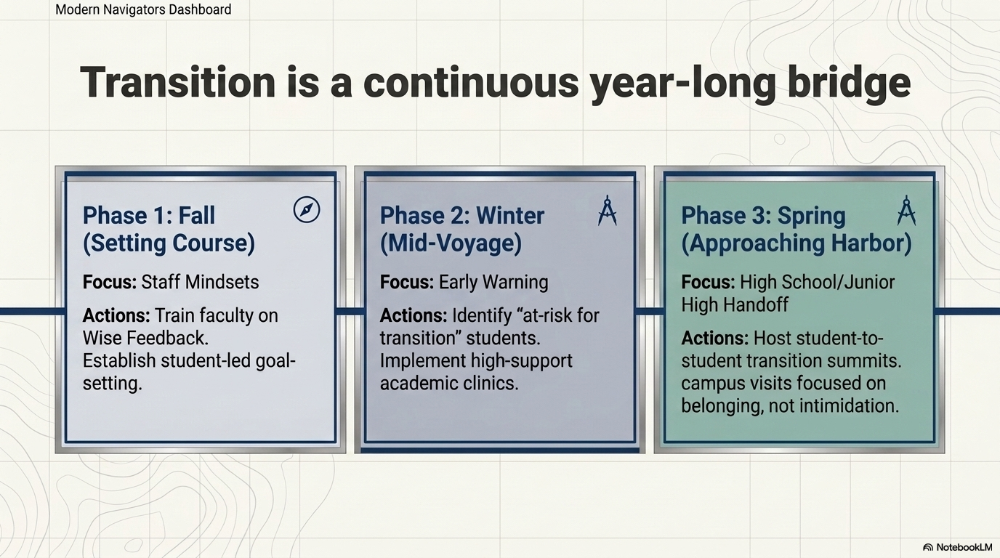 Modern Navigators Dashboard
Transition is a continuous year-long bridge
Phase 1: Fall
(Setting Course)
Focus: Staff Mindsets
Actions: Train faculty on
Wise Feedback.
Establish student-led goal-
setting.
Phase 2: Winter
(Mid-Voyage)
Focus: Early Warning
Actions: Identify “at-risk for
transition” students.
Implement high-support
academic clinics.
Phase 3: Spring
(Approaching Harbor)
Focus: High School/Junior
High Handoff
Actions: Host student-to-
student transition summits.
campus visits focused on
belonging, not intimidation.
NotebookLM